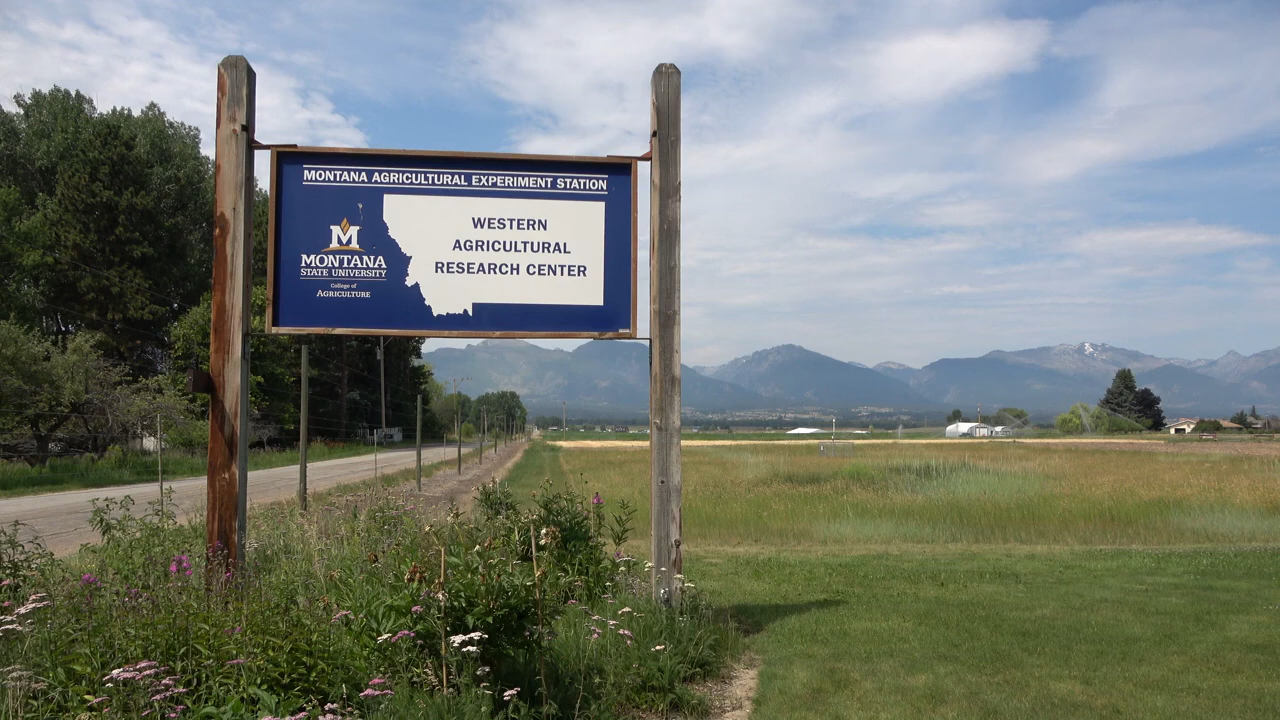 MONTANA AGRICULTURAL EXPERIMENT STATION
WESTERN
AGRICULTURAL
RESEARCH CENTER
M
MONTANA
STATE UNIVERSITY
College of
AGRICULTURE